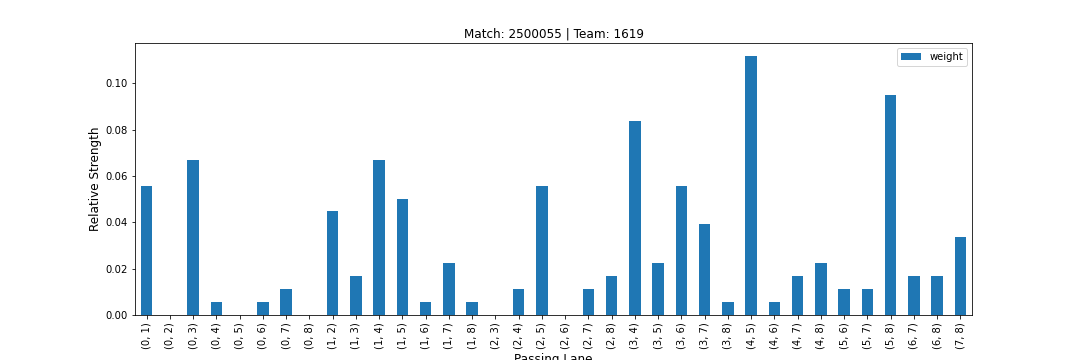 Match: 2500055 | Team: 1619
weight
Relative Strength
0.10
0.08
0.06
0.04
0.02
0.00
(0, 1) (0, 2) (0, 3) (0, 4) (0, 5) (0, 6) (0, 7) (0, 8) (1, 2) (1, 3) (1, 4) (1, 5) (1, 6) (1, 7) (1, 8) (2, 3) (2, 4) (2, 5) (2, 6) (2, 7) (2, 8) (3, 4) (3, 5) (3, 6) (3, 7) (3, 8) (4, 5) (4, 6) (4, 7) (4, 8) (5, 6) (5, 7) (5, 8) (6, 7) (6, 8) (7, 8)
Passing Lane